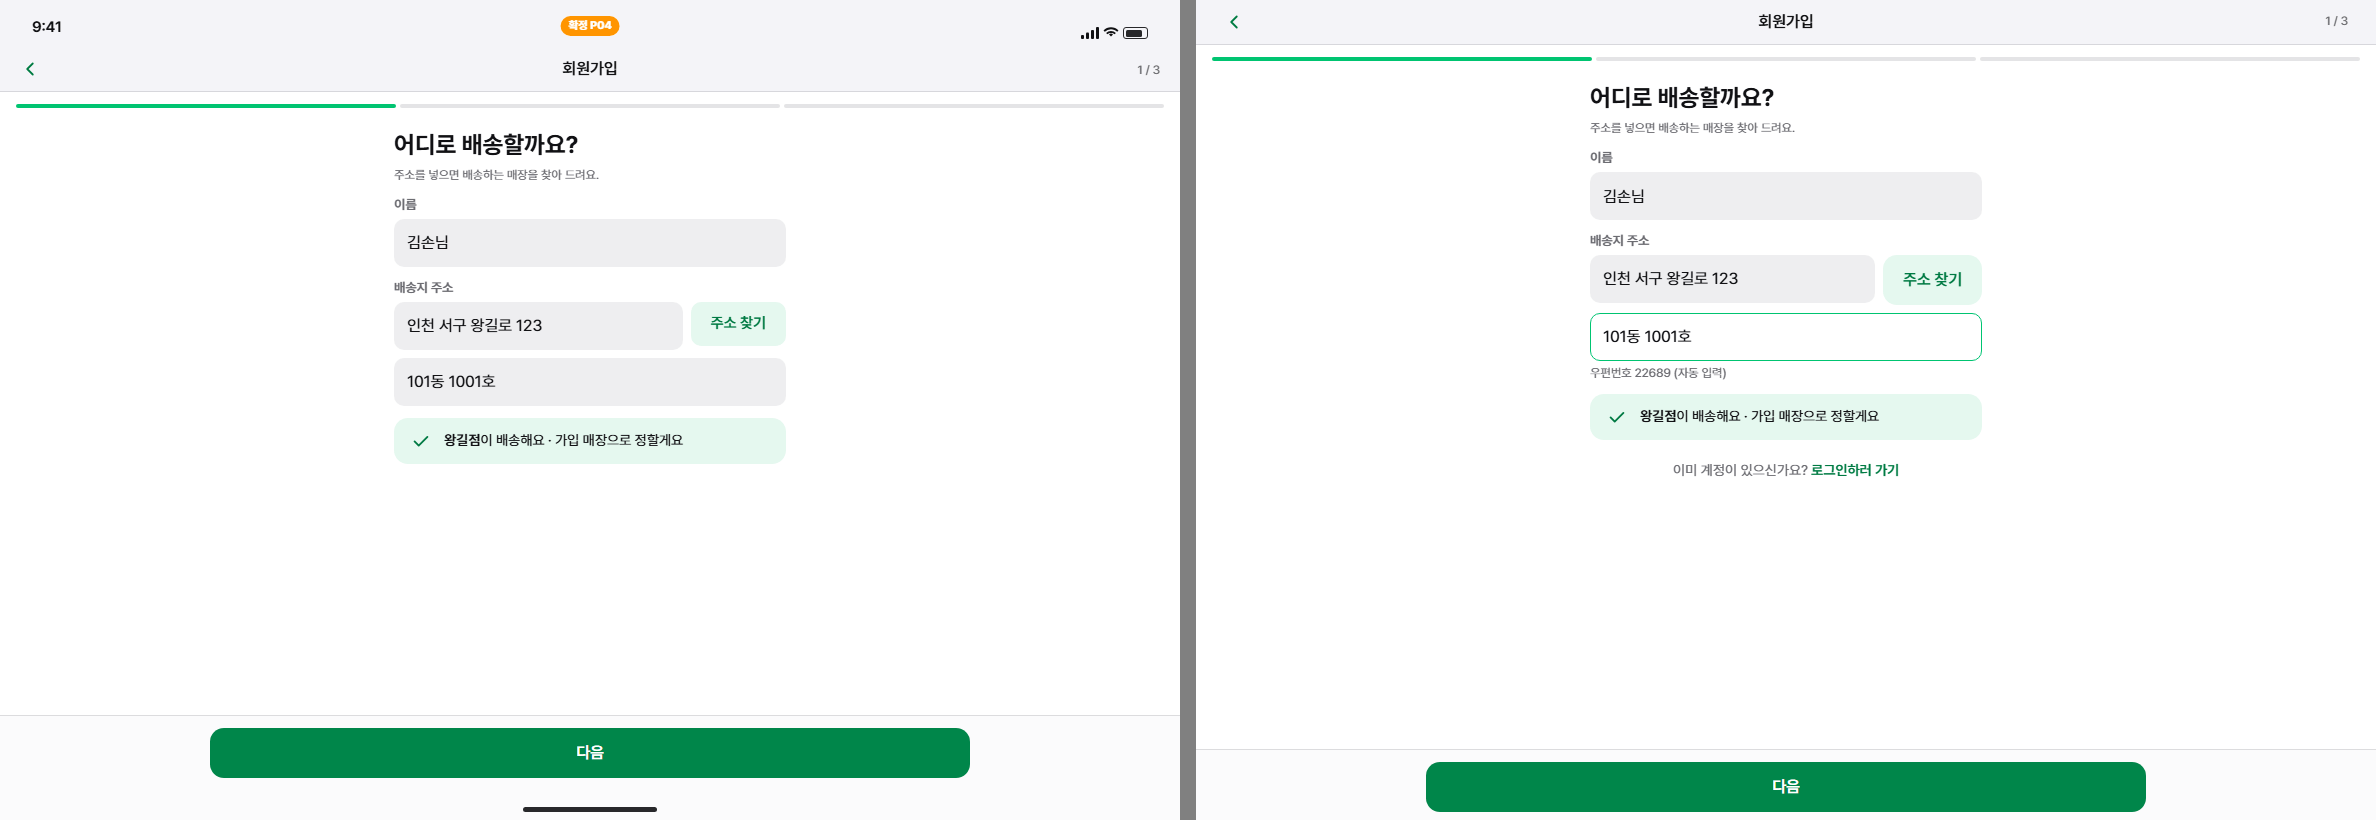 9:41
확정 P04
회원가입
1 / 3
어디로 배송할까요?
주소를 넣으면 배송하는 매장을 찾아 드려요.
이름
김손님
배송지 주소
인천 서구 왕길로 123
주소 찾기
101동 1001호
왕길점이 배송해요 · 가입 매장으로 정할게요
다음
회원가입
1 / 3
어디로 배송할까요?
주소를 넣으면 배송하는 매장을 찾아 드려요.
이름
김손님
배송지 주소
인천 서구 왕길로 123
주소 찾기
101동 1001호
우편번호 22689 (자동 입력)
왕길점이 배송해요 · 가입 매장으로 정할게요
이미 계정이 있으신가요? 로그인하러 가기
다음